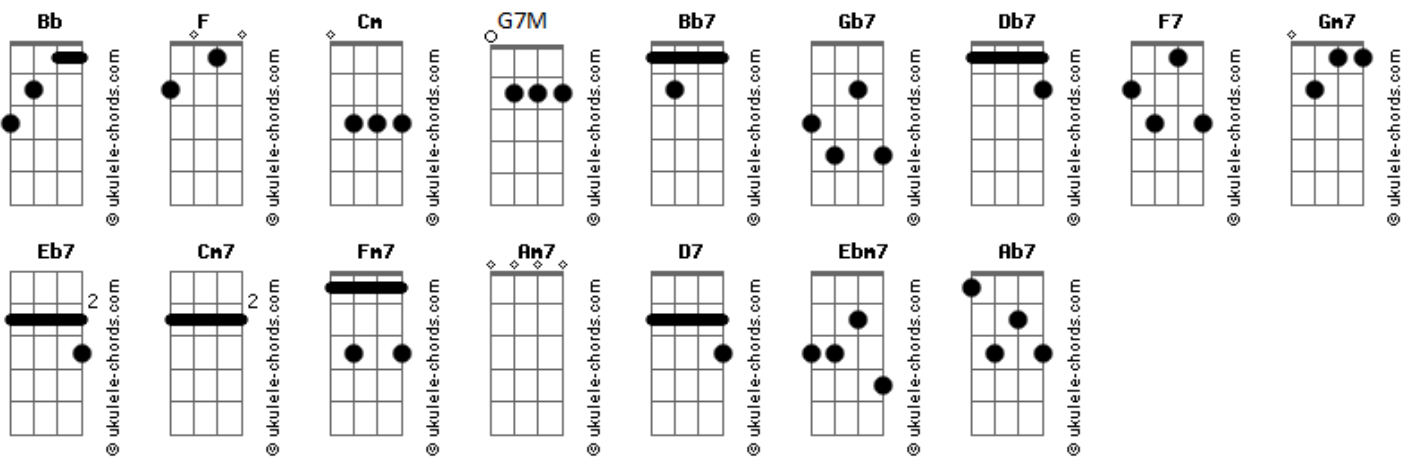 Bb F Cm G7M Bb7 Gb7 Db7 F7 Gm7
© ukulele-chords.com © ukulele-chords.com © ukulele-chords.com © ukulele-chords.com © ukulele-chords.com © ukulele-chords.com © ukulele-chords.com © ukulele-chords.com © ukulele-chords.com
Eb7 Cm7 Fm7 Am7 D7 Ebm7 Ab7
2 2
© ukulele-chords.com © ukulele-chords.com © ukulele-chords.com © ukulele-chords.com © ukulele-chords.com © ukulele-chords.com © ukulele-chords.com